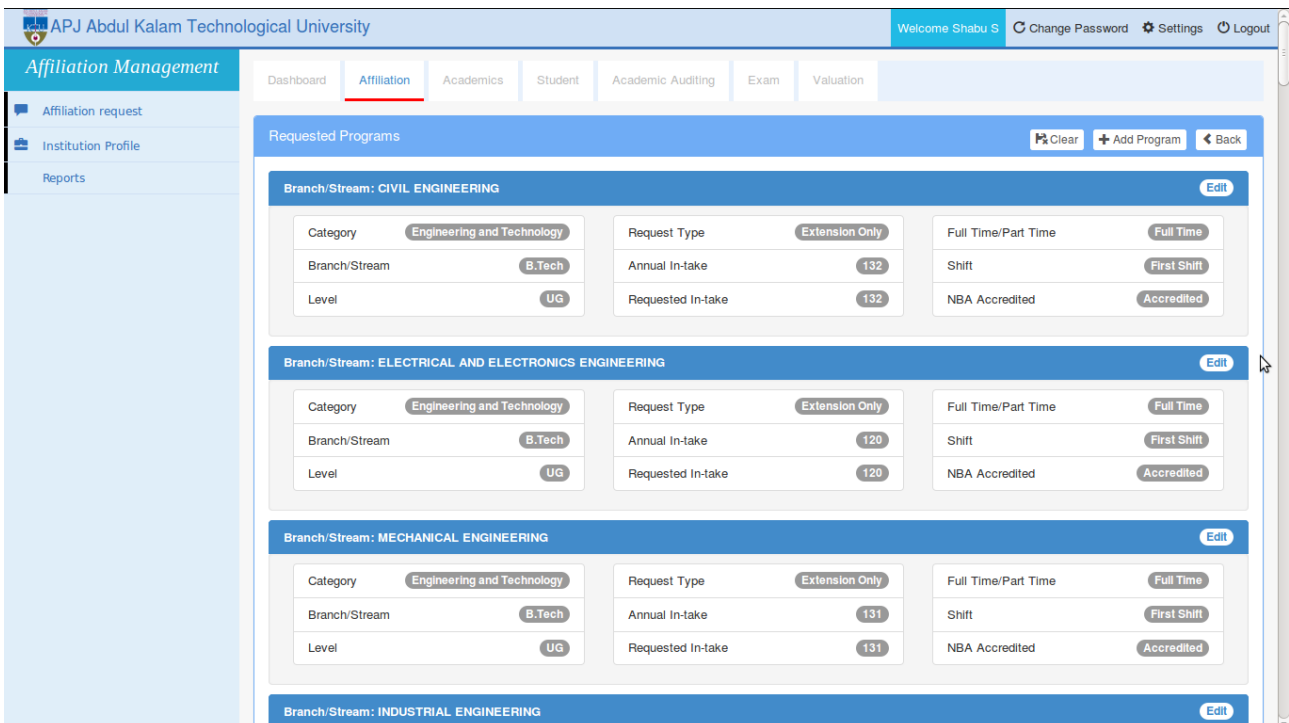 APJ Abdul Kalam Technological University
Welcome Shabu S Change Password Settings Logout
Affiliation Management
Dashboard Affiliation Academics Student Academic Auditing Exam Valuation
Affiliation request
Institution Profile
Reports
Requested Programs Clear Add Program Back
Branch/Stream: CIVIL ENGINEERING Edit
Category Engineering and Technology Request Type Extension Only Full Time/Part Time Full Time
Branch/Stream B.Tech Annual In-take 132 Shift First Shift
Level UG Requested In-take 132 NBA Accredited Accredited
Branch/Stream: ELECTRICAL AND ELECTRONICS ENGINEERING Edit
Category Engineering and Technology Request Type Extension Only Full Time/Part Time Full Time
Branch/Stream B.Tech Annual In-take 120 Shift First Shift
Level UG Requested In-take 120 NBA Accredited Accredited
Branch/Stream: MECHANICAL ENGINEERING Edit
Category Engineering and Technology Request Type Extension Only Full Time/Part Time Full Time
Branch/Stream B.Tech Annual In-take 131 Shift First Shift
Level UG Requested In-take 131 NBA Accredited Accredited
Branch/Stream: INDUSTRIAL ENGINEERING Edit